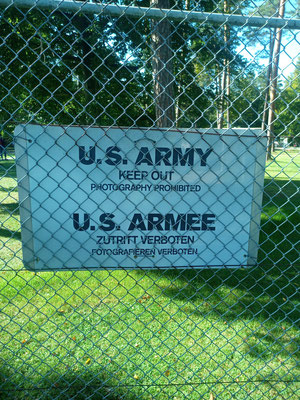 U.S. ARMY
KEEP OUT
PHOTOGRAPHY PROHIBITED
U.S. ARMEE
ZUTRITT VERBOTEN
FOTOGRAFIEREN VERBOTEN